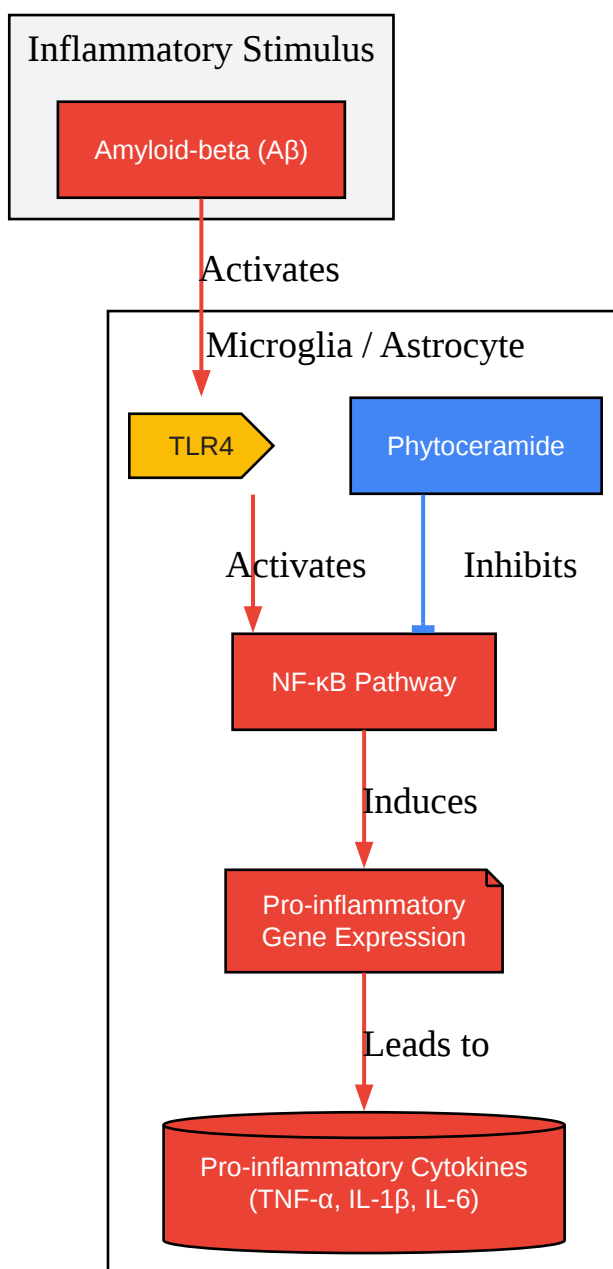 Inflammatory Stimulus
Amyloid-beta (Aβ)
Activates
Microglia / Astrocyte
TLR4
Phytoceramide
Activates
Inhibits
NF-κB Pathway
Induces
Pro-inflammatory
Gene Expression
Leads to
Pro-inflammatory Cytokines
(TNF-α, IL-1β, IL-6)